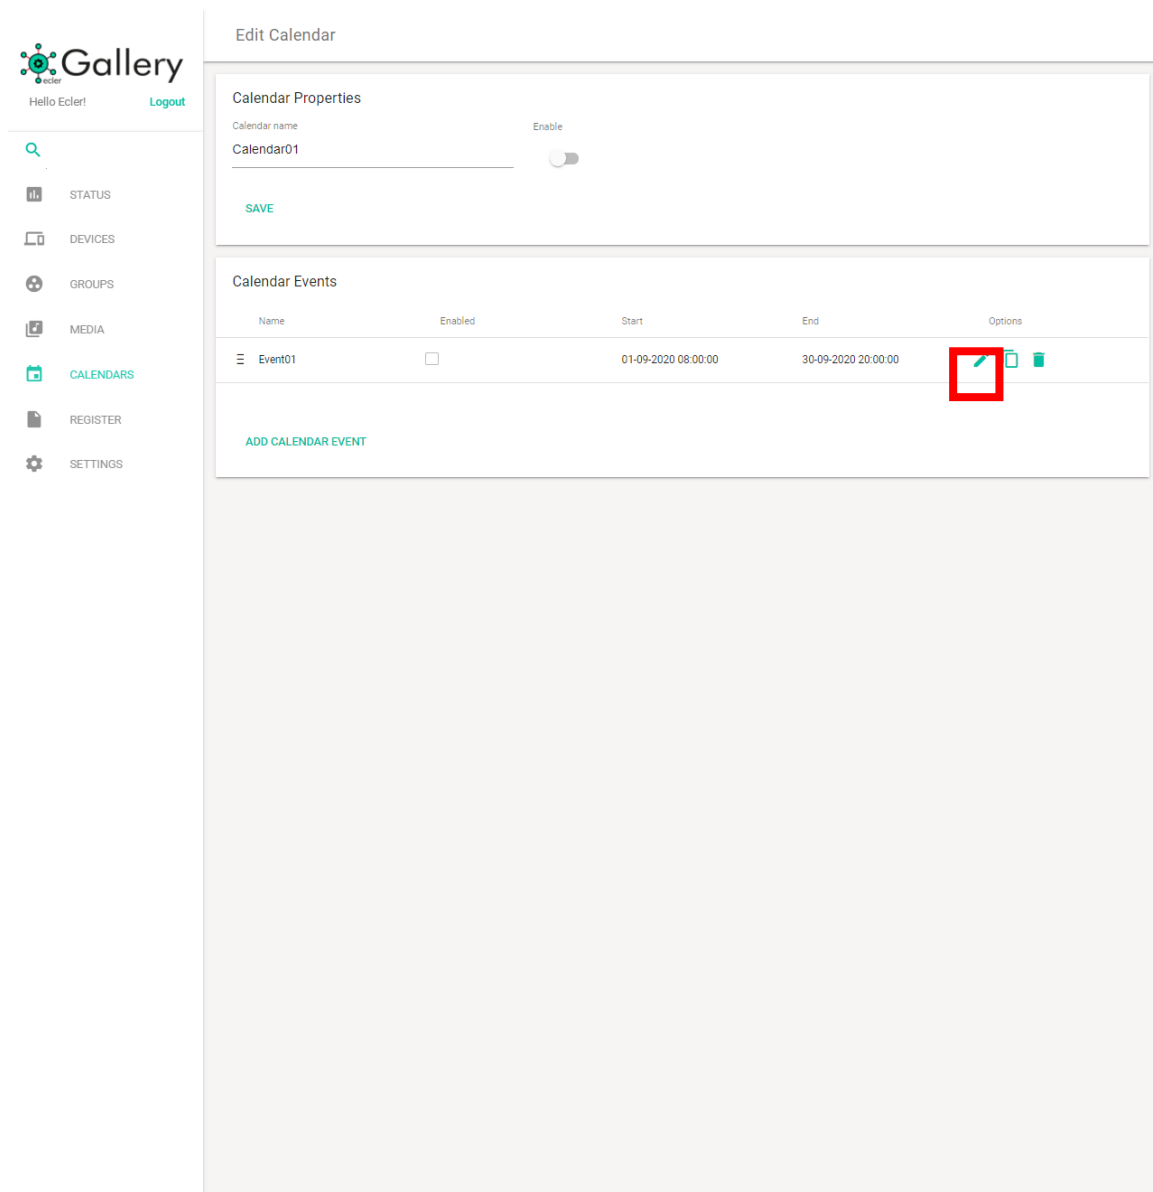 Edit Calendar
Gallery
ecler
Hello Ecler! Logout
STATUS
DEVICES
GROUPS
MEDIA
CALENDARS
REGISTER
SETTINGS
Calendar Properties
Calendar name Enable
Calendar01
SAVE
Calendar Events
Name Enabled Start End Options
Event01 01-09-2020 08:00:00 30-09-2020 20:00:00
ADD CALENDAR EVENT